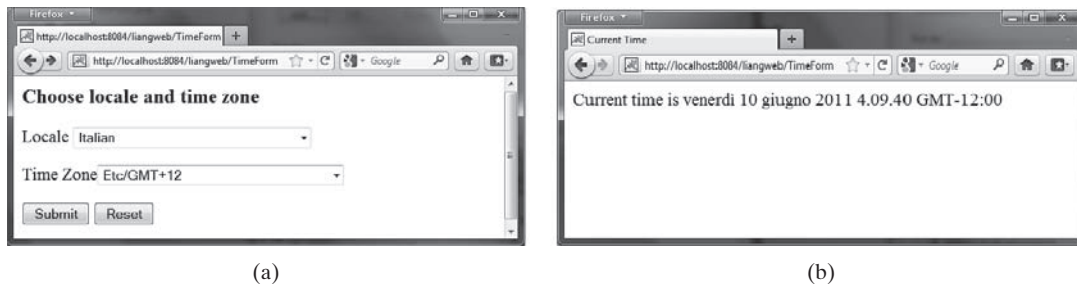 Firefox
http://localhost:8084/liangweb/TimeForm
http://localhost:8084/liangweb/TimeForm
Google
Choose locale and time zone
Locale Italian
Time Zone Etc/GMT+12
Submit Reset
(a)
Firefox
Current Time
http://localhost:8084/liangweb/TimeForm
Google
Current time is venerdì 10 giugno 2011 4.09.40 GMT-12:00
(b)